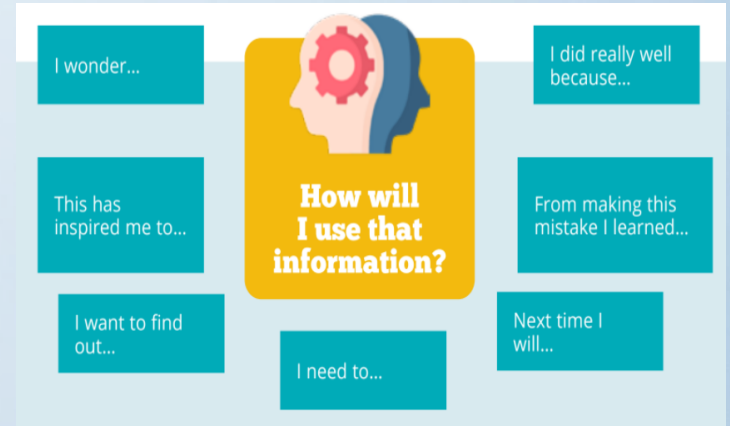 I wonder...
I did really well
because...
This has
inspired me to...
How will
I use that
information?
From making this
mistake I learned...
I want to find
out...
I need to...
Next time I
will...